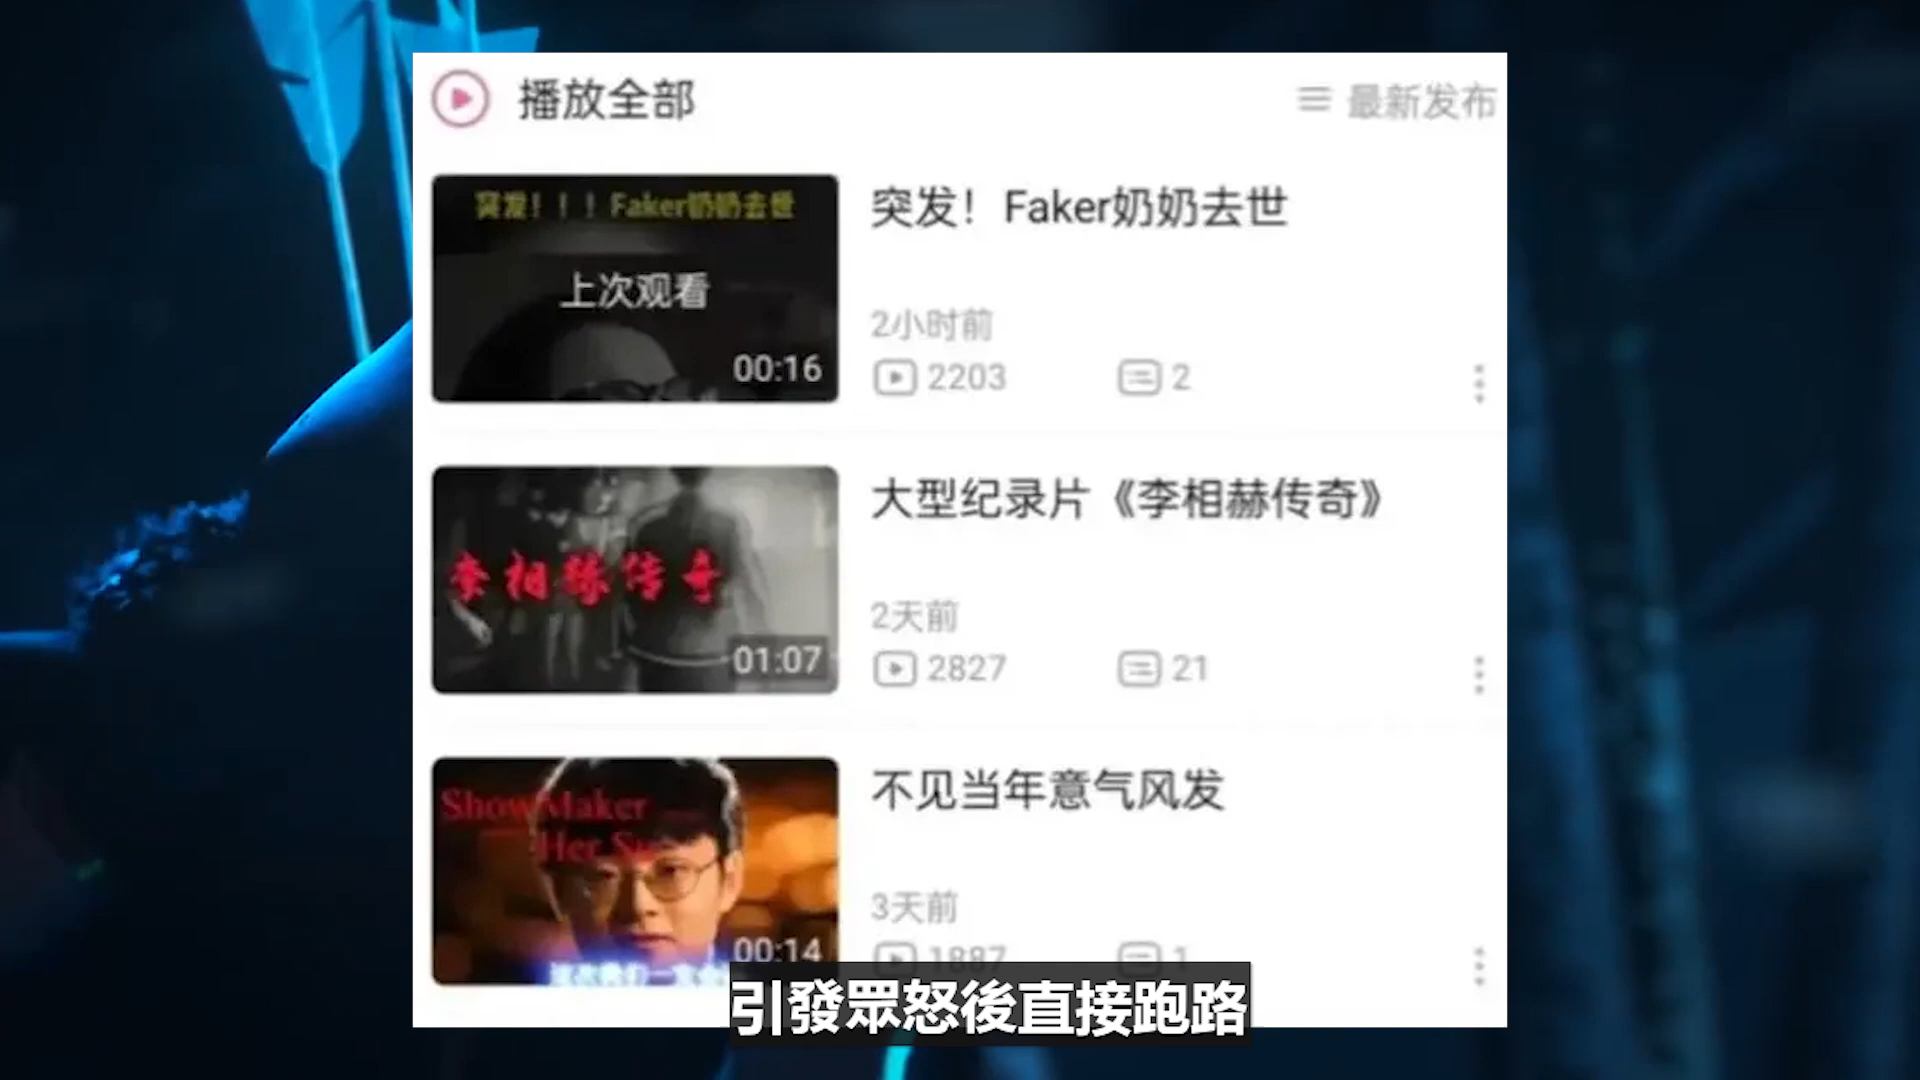 播放全部
最新发布
突发！！！Faker奶奶去世
上次观看
00:16
突发！Faker奶奶去世
2小时前
2203
2
李相赫传奇
01:07
大型纪录片《李相赫传奇》
2天前
2827
21
ShowMaker
00:14
不见当年意气风发
3天前
1887
1
引發眾怒後直接跑路